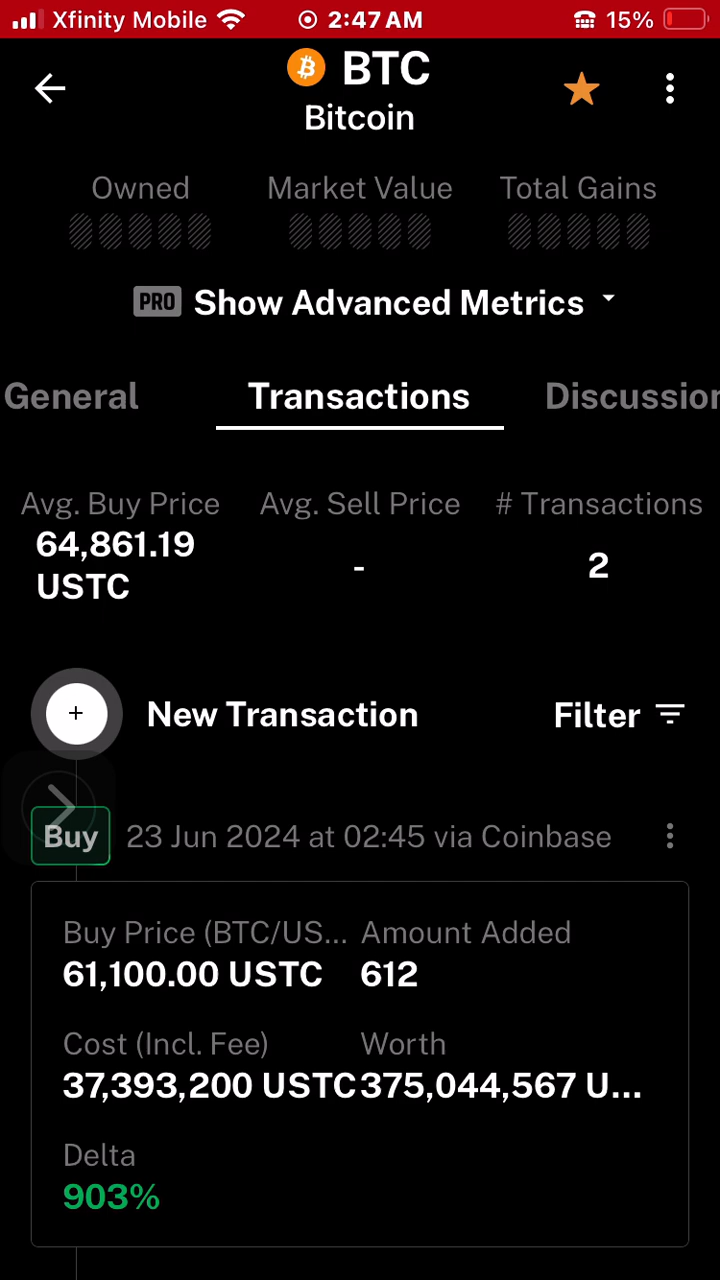 Xfinity Mobile 2:47 AM 15%
BTC
Bitcoin
Owned Market Value Total Gains
PRO Show Advanced Metrics
General Transactions Discussion
Avg. Buy Price Avg. Sell Price # Transactions
64,861.19 USTC - 2
+ New Transaction Filter
Buy 23 Jun 2024 at 02:45 via Coinbase
Buy Price (BTC/US... Amount Added
61,100.00 USTC 612
Cost (Incl. Fee) Worth
37,393,200 USTC 375,044,567 U...
Delta
903%